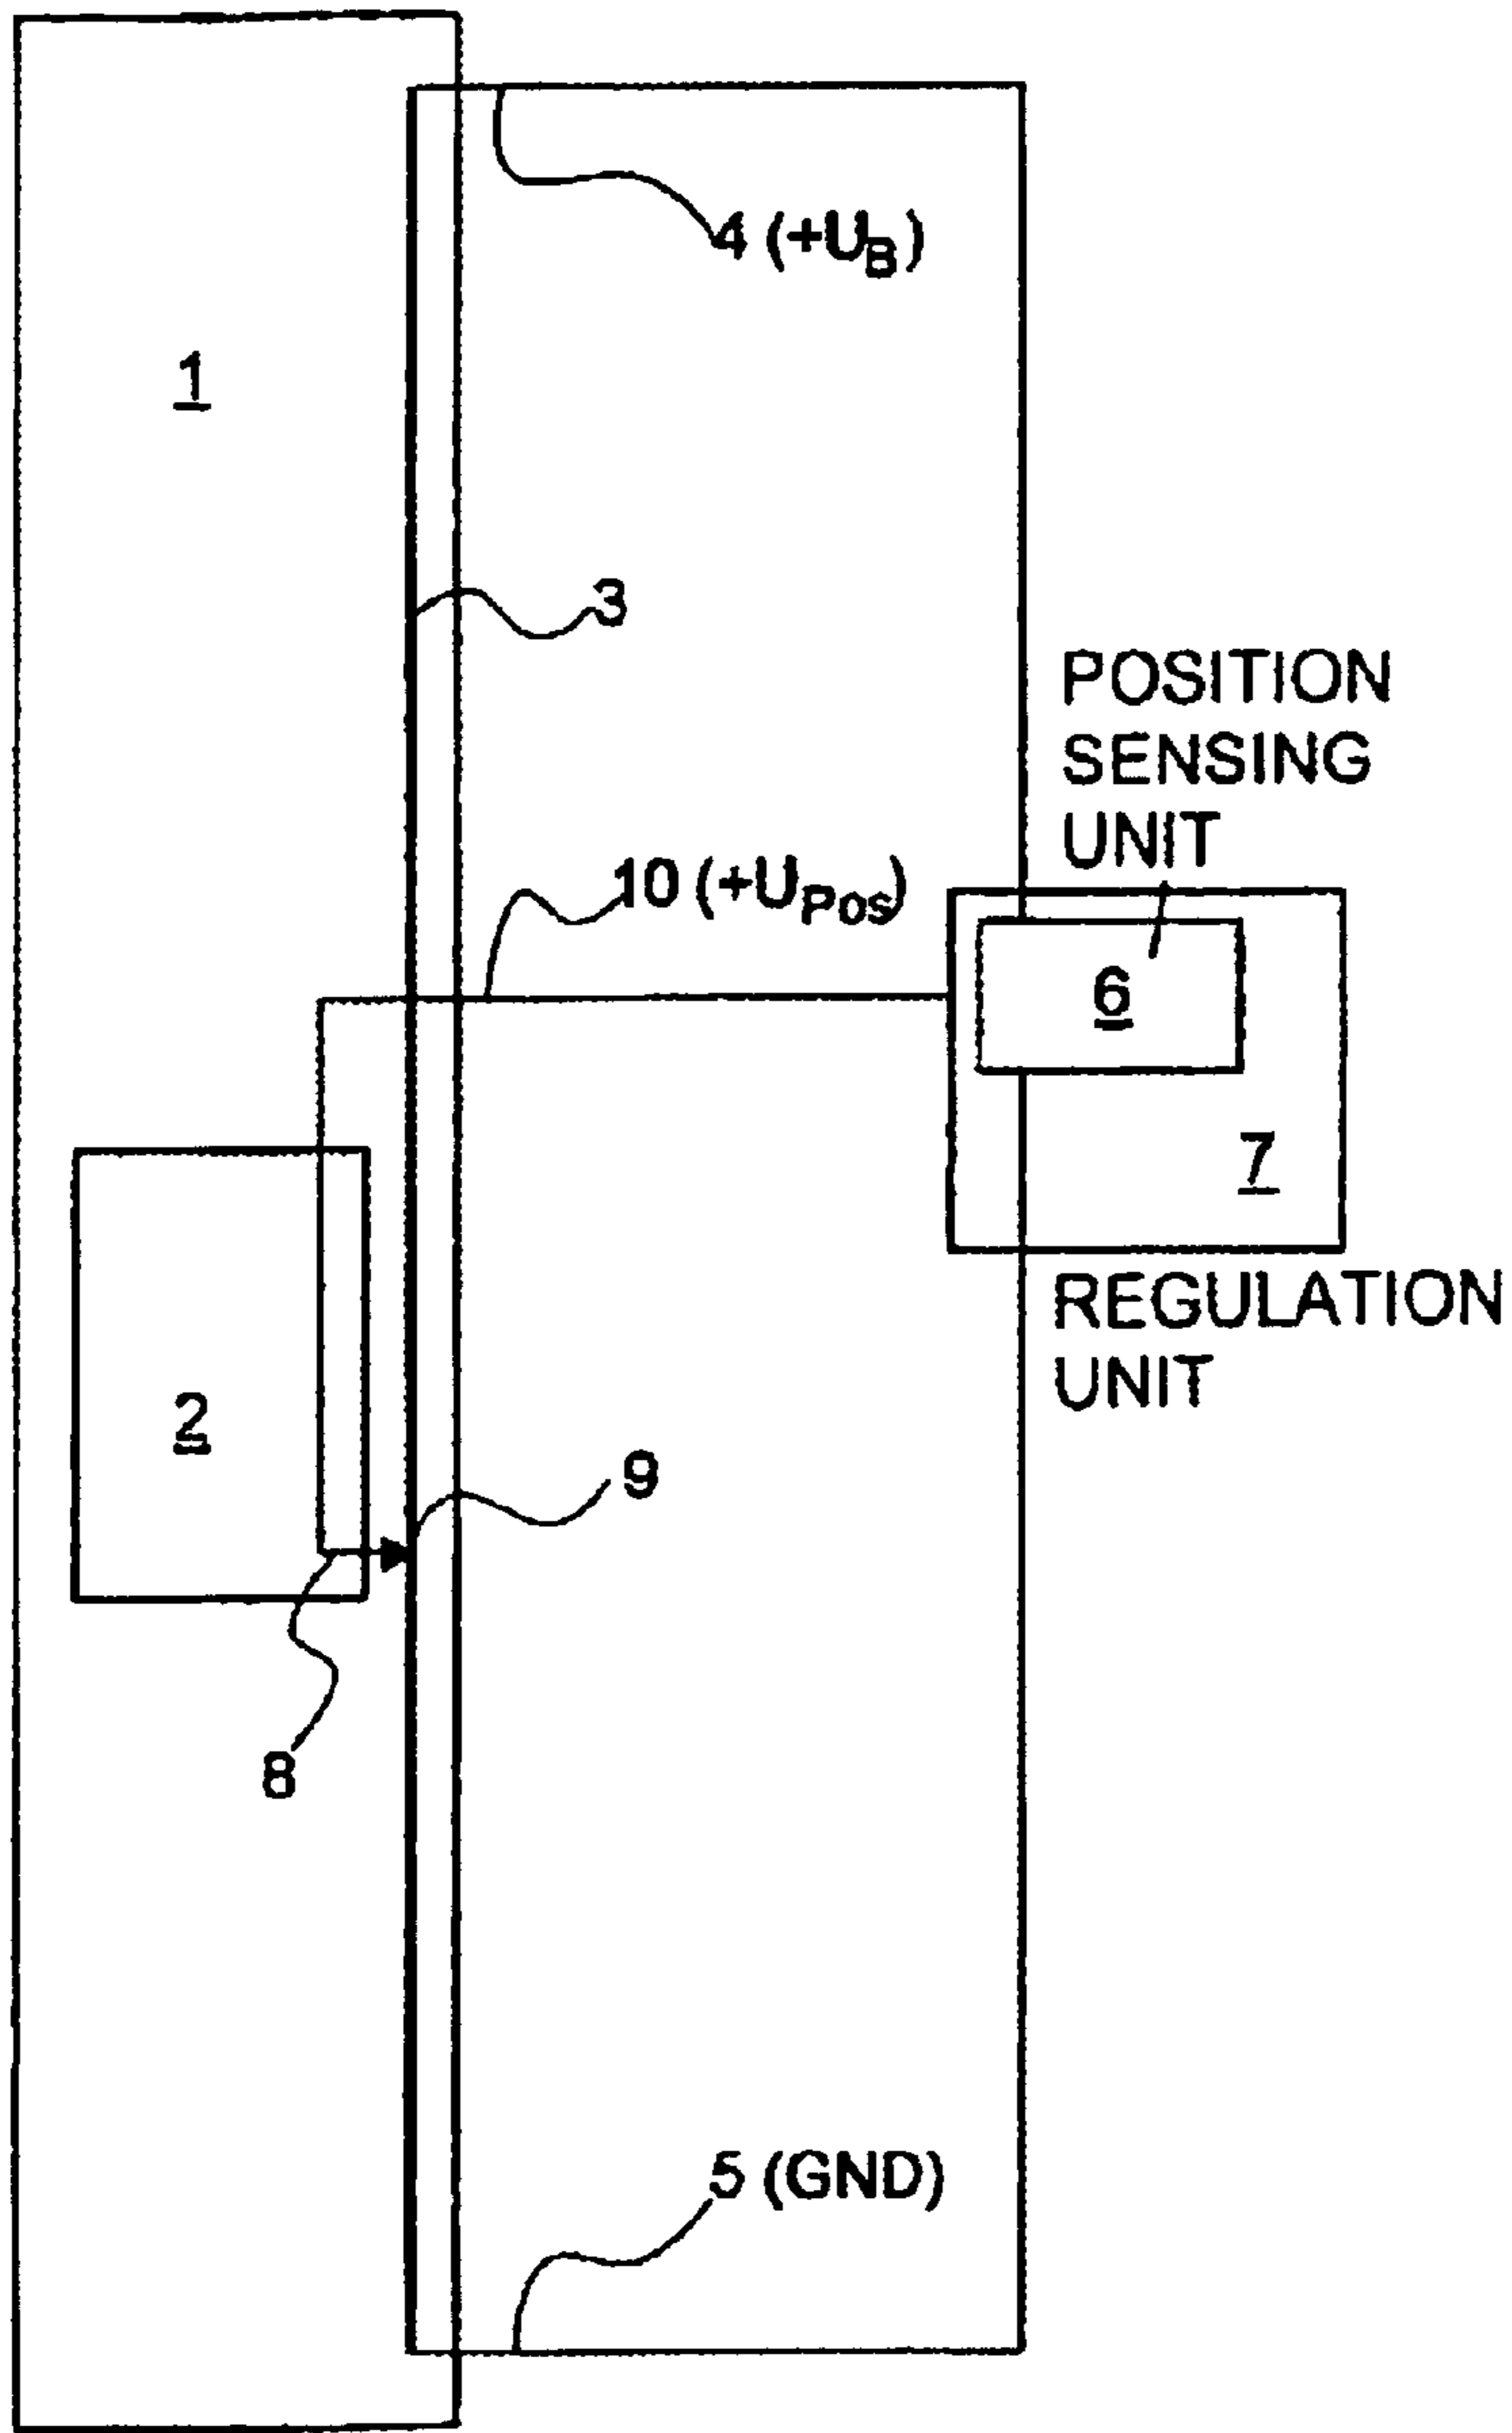 4 (+UB)
1
3
POSITION
SENSING
UNIT
10 (+UPOS)
6
7
REGULATION
UNIT
2
9
8
5 (GND)